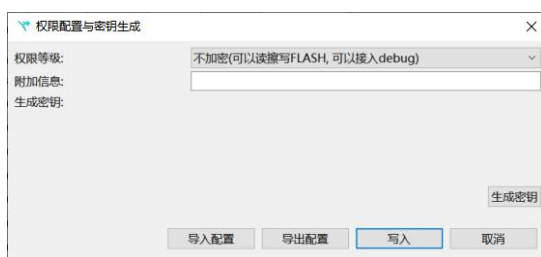 权限配置与密钥生成
权限等级: 不加密(可以读擦写FLASH, 可以接入debug)
附加信息:
生成密钥:
生成密钥
导入配置 导出配置 写入 取消